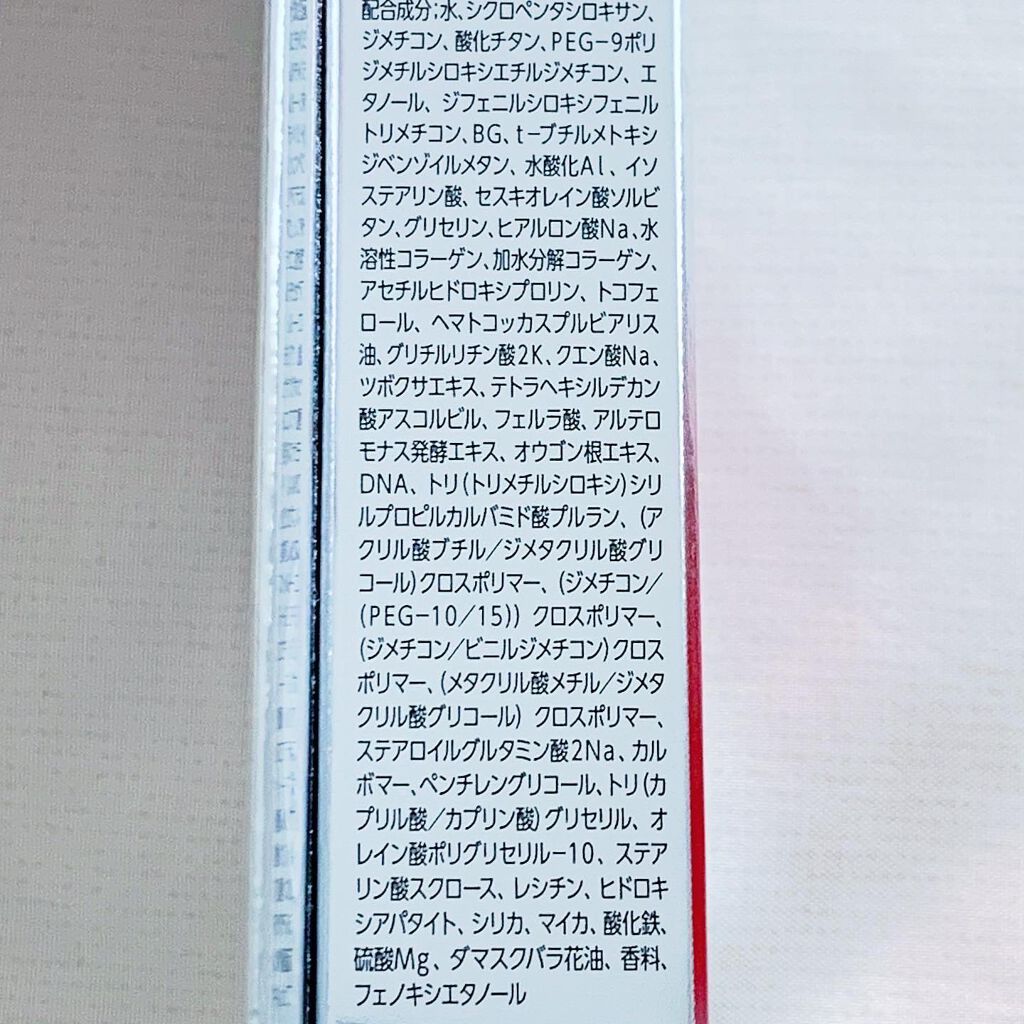 配合成分;水、シクロペンタシロキサン、
ジメチコン、酸化チタン、PEG-9ポリ
ジメチルシロキシエチルジメチコン、エ
タノール、ジフェニルシロキシフェニル
トリメチコン、BG、t-ブチルメトキシ
ジベンゾイルメタン、水酸化Al、イソ
ステアリン酸、セスキオレイン酸ソルビ
タン、グリセリン、ヒアルロン酸Na、水
溶性コラーゲン、加水分解コラーゲン、
アセチルヒドロキシプロリン、トコフェ
ロール、ヘマトコッカスプルビアリス
油、グリチルリチン酸2K、クエン酸Na、
ツボクサエキス、テトラヘキシルデカン
酸アスコルビル、フェルラ酸、アルテロ
モナス発酵エキス、オウゴン根エキス、
DNA、トリ(トリメチルシロキシ)シリ
ルプロピルカルバミド酸プルラン、(ア
クリル酸ブチル/ジメタクリル酸グリ
コール)クロスポリマー、(ジメチコン/
(PEG-10/15))クロスポリマー、
(ジメチコン/ビニルジメチコン)クロス
ポリマー、(メタクリル酸メチル/ジメタ
クリル酸グリコール)クロスポリマー、
ステアロイルグルタミン酸2Na、カル
ボマー、ペンチレングリコール、トリ(カ
プリル酸/カプリン酸)グリセリル、オ
レイン酸ポリグリセリル-10、ステア
リン酸スクロース、レシチン、ヒドロキ
シアパタイト、シリカ、マイカ、酸化鉄、
硫酸Mg、ダマスクバラ花油、香料、
フェノキシエタノール